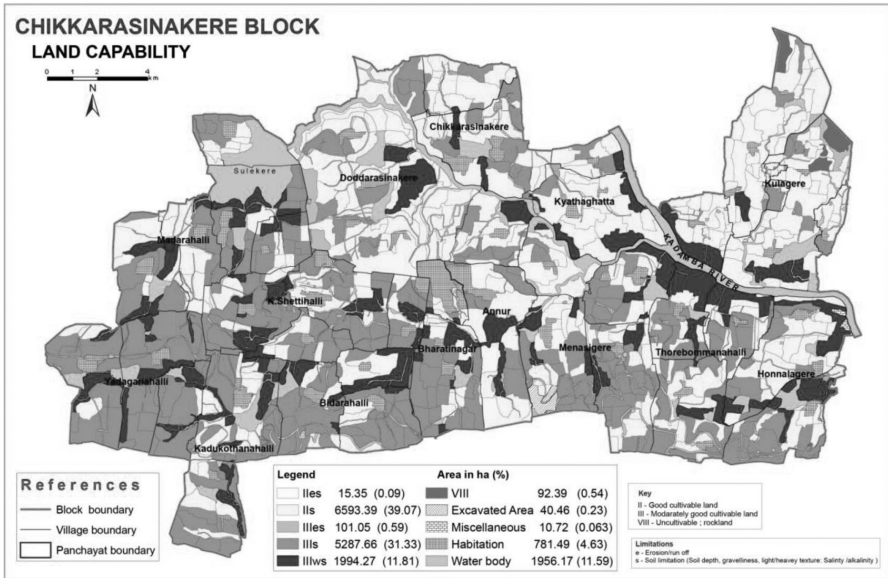 CHIKKARASINAKERE BLOCK
LAND CAPABILITY
0 1 2 4
km
N
Chikkarasinakere
Sulekere
Doddarasinakere
Kyathaghatta
Kulagere
Madarahalli
KADAMBA RIVER
K.Shettihalli
Annur
Bharatinagar
Menasigere
Thorebommanahalli
Honnalagere
Yadaganahalli
Bidarahalli
Kadukothanahalli
References
Block boundary
Village boundary
Panchayat boundary
Legend Area in ha (%)
IIes 15.35 (0.09)
IIs 6593.39 (39.07)
IIIes 101.05 (0.59)
IIIs 5287.66 (31.33)
IIIws 1994.27 (11.81)
VIII 92.39 (0.54)
Excavated Area 40.46 (0.23)
Miscellaneous 10.72 (0.063)
Habitation 781.49 (4.63)
Water body 1956.17 (11.59)
Key
II - Good cultivable land
III - Modarately good cultivable land
VIII - Uncultivable ; rockland
Limitations
e - Erosion/run off
s - Soil limitation (Soil depth, gravelliness, light/heavey texture: Salinty /alkalinity )